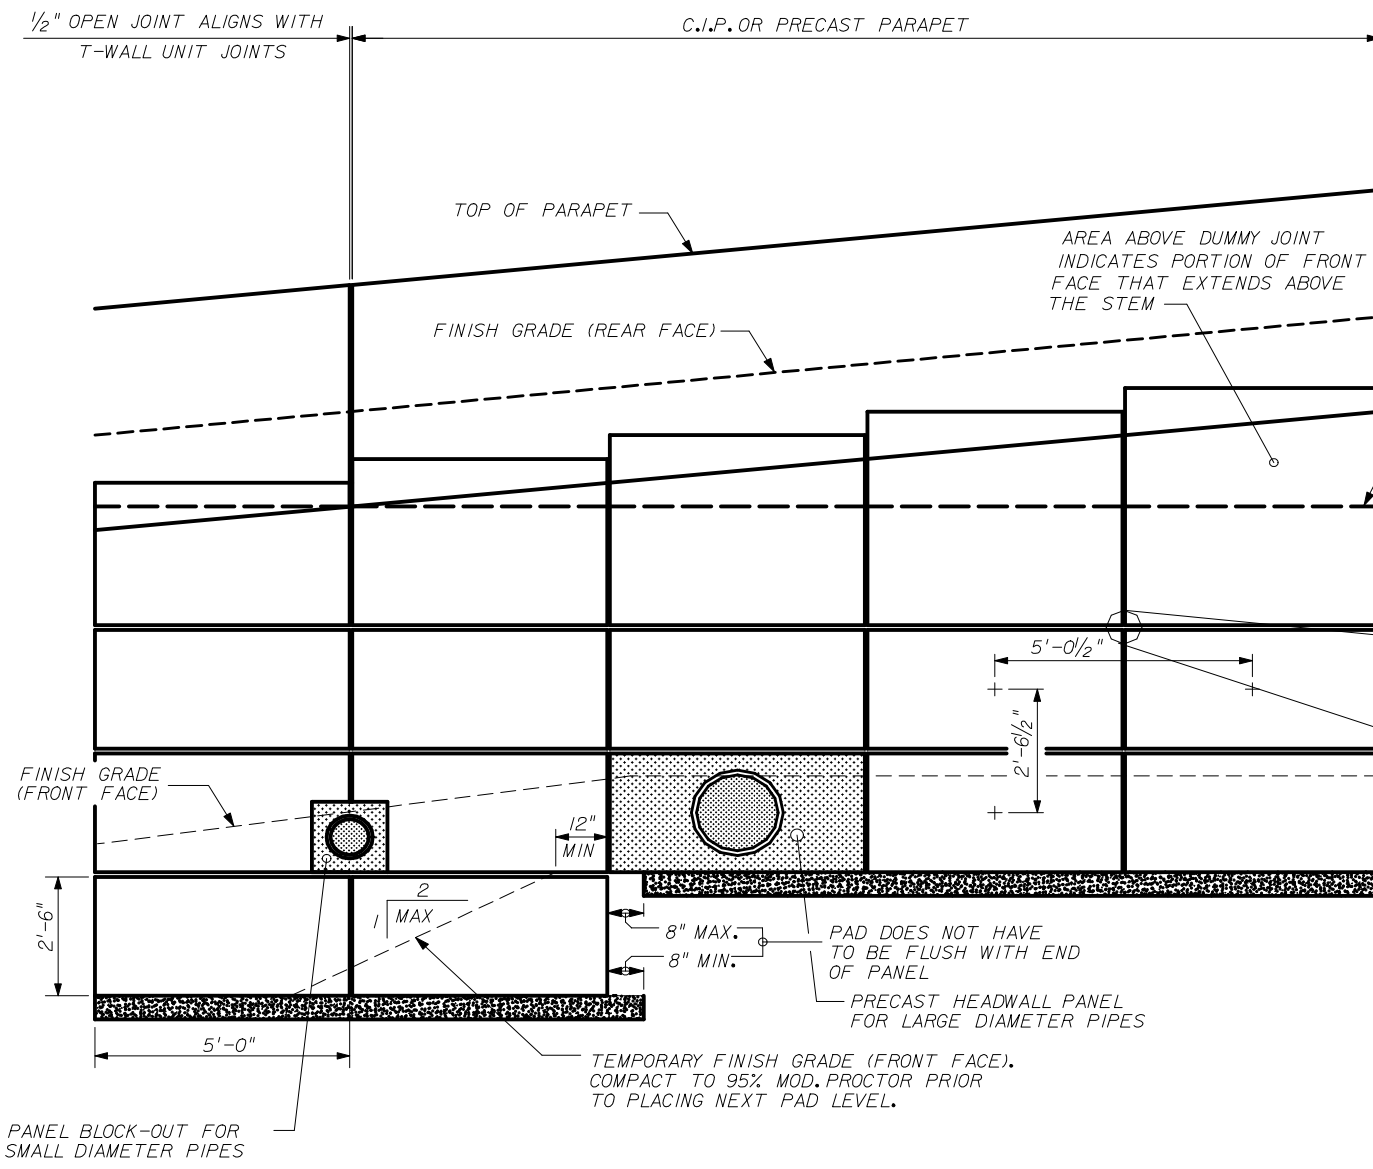 ½" OPEN JOINT ALIGNS WITH
T-WALL UNIT JOINTS
C.I.P. OR PRECAST PARAPET
TOP OF PARAPET
AREA ABOVE DUMMY JOINT
INDICATES PORTION OF FRONT
FACE THAT EXTENDS ABOVE
THE STEM
FINISH GRADE (REAR FACE)
5'-0½"
2'-6½"
FINISH GRADE
(FRONT FACE)
12"
MIN
2
1
MAX
2'-6"
8" MAX.
8" MIN.
PAD DOES NOT HAVE
TO BE FLUSH WITH END
OF PANEL
PRECAST HEADWALL PANEL
FOR LARGE DIAMETER PIPES
5'-0"
TEMPORARY FINISH GRADE (FRONT FACE).
COMPACT TO 95% MOD. PROCTOR PRIOR
TO PLACING NEXT PAD LEVEL.
PANEL BLOCK-OUT FOR
SMALL DIAMETER PIPES